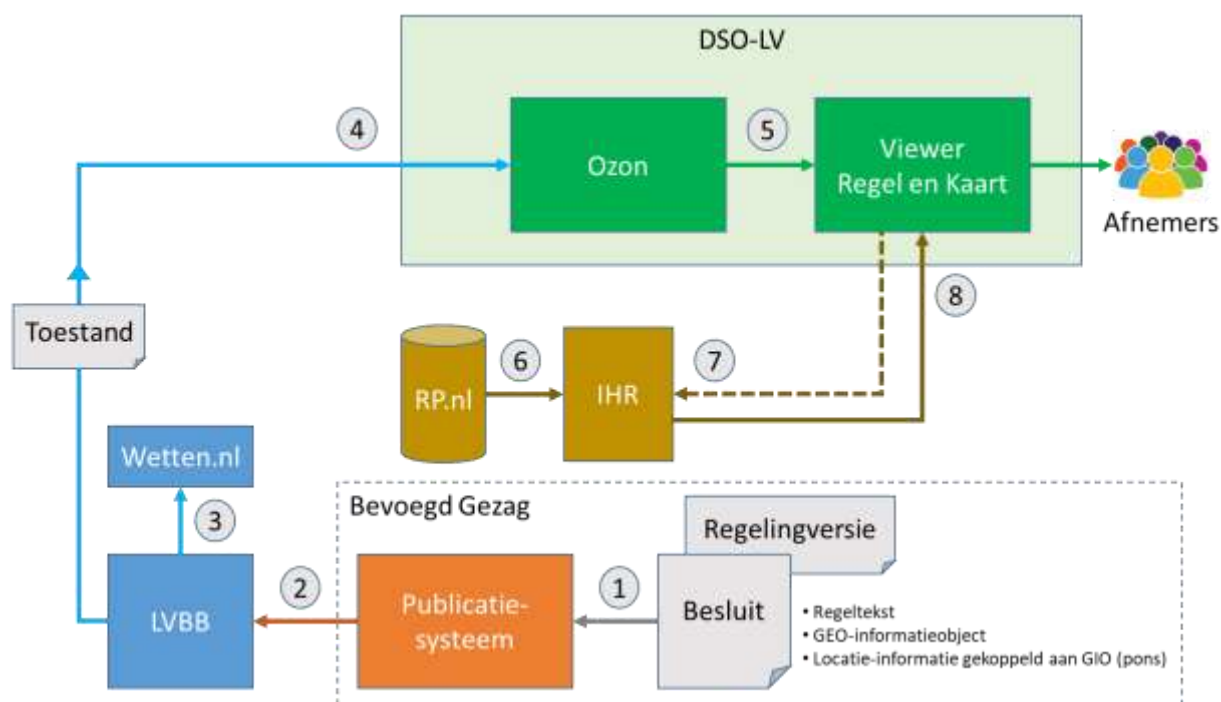 DSO-LV
4
Ozon
5
Viewer
Regel en Kaart
Afnemers
8
Toestand
RP.nl
6
IHR
7
Wetten.nl
3
Bevoegd Gezag
Regelingversie
LVBB
2
Publicatie-
systeem
1
Besluit
• Regeltekst
• GEO-informatieobject
• Locatie-informatie gekoppeld aan GIO (pons)